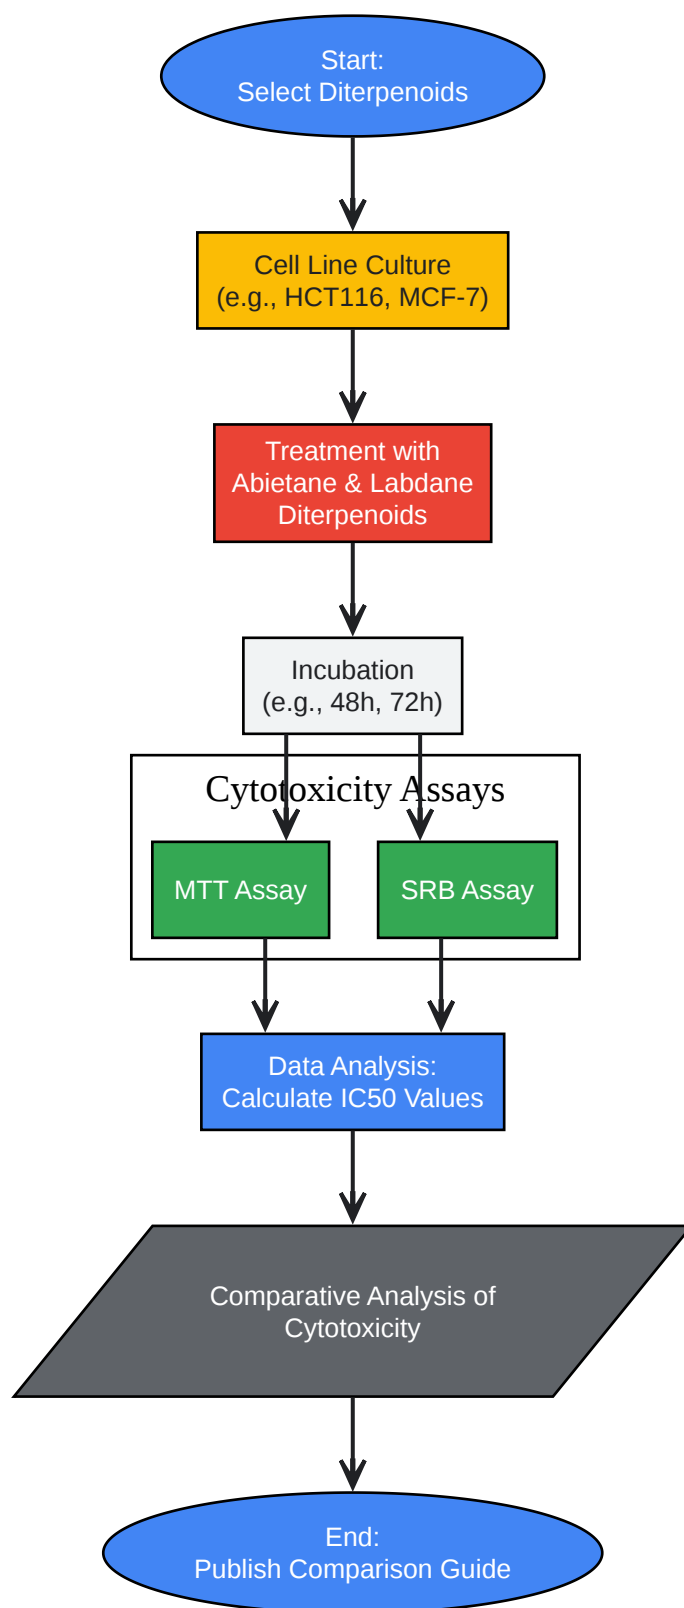 Start:
Select Diterpenoids
Cell Line Culture
(e.g., HCT116, MCF-7)
Treatment with
Abietane & Labdane
Diterpenoids
Incubation
(e.g., 48h, 72h)
Cytotoxicity Assays
MTT Assay
SRB Assay
Data Analysis:
Calculate IC50 Values
Comparative Analysis of
Cytotoxicity
End:
Publish Comparison Guide